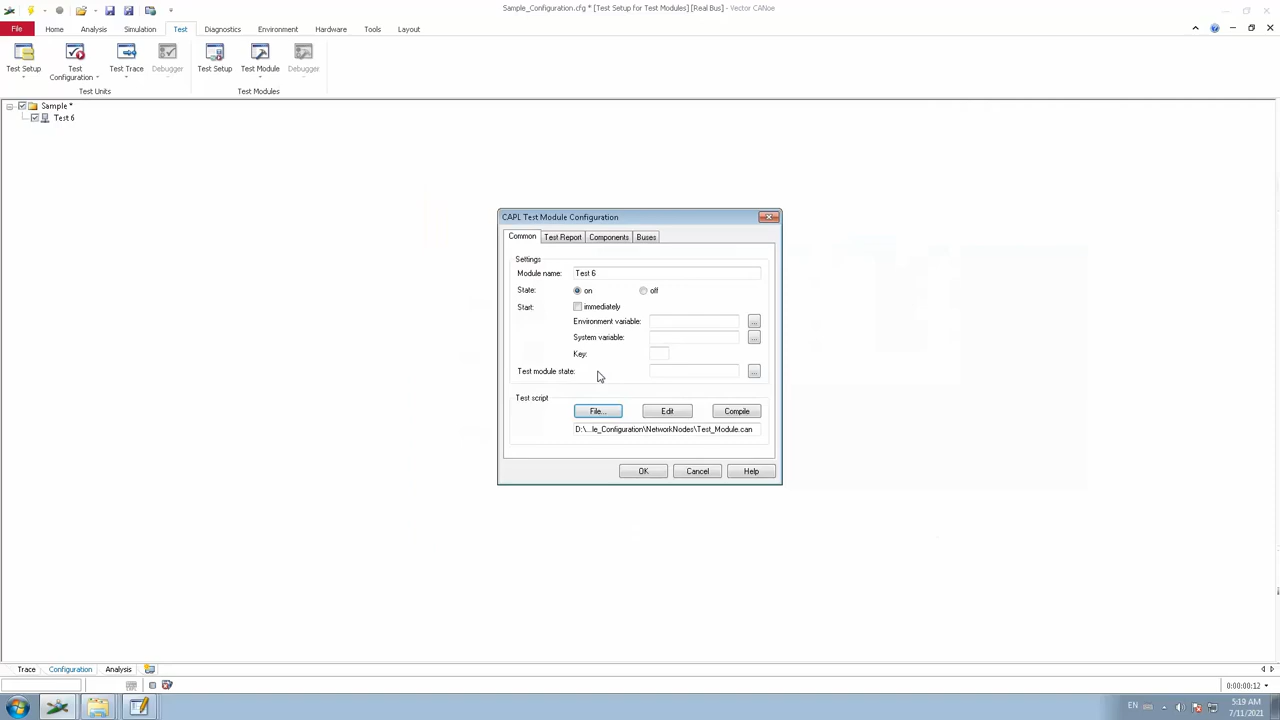 Sample_Configuration.cfg * [Test Setup for Test Modules] [Real Bus] - Vector CANoe
File Home Analysis Simulation Test Diagnostics Environment Hardware Tools Layout
Test Setup Test Configuration Test Trace Debugger Test Setup Test Module Debugger
Test Units Test Modules
Sample *
Test 6
CAPL Test Module Configuration
Common Test Report Components Buses
Settings
Module name: Test 6
State: on off
Start: immediately
Environment variable: ...
System variable: ...
Key:
Test module state: ...
Test script
File... Edit Compile
D:\...le_Configuration\NetworkNodes\Test_Module.can
OK Cancel Help
Trace Configuration Analysis
0:00:00:12
EN 5:19 AM
7/11/2021